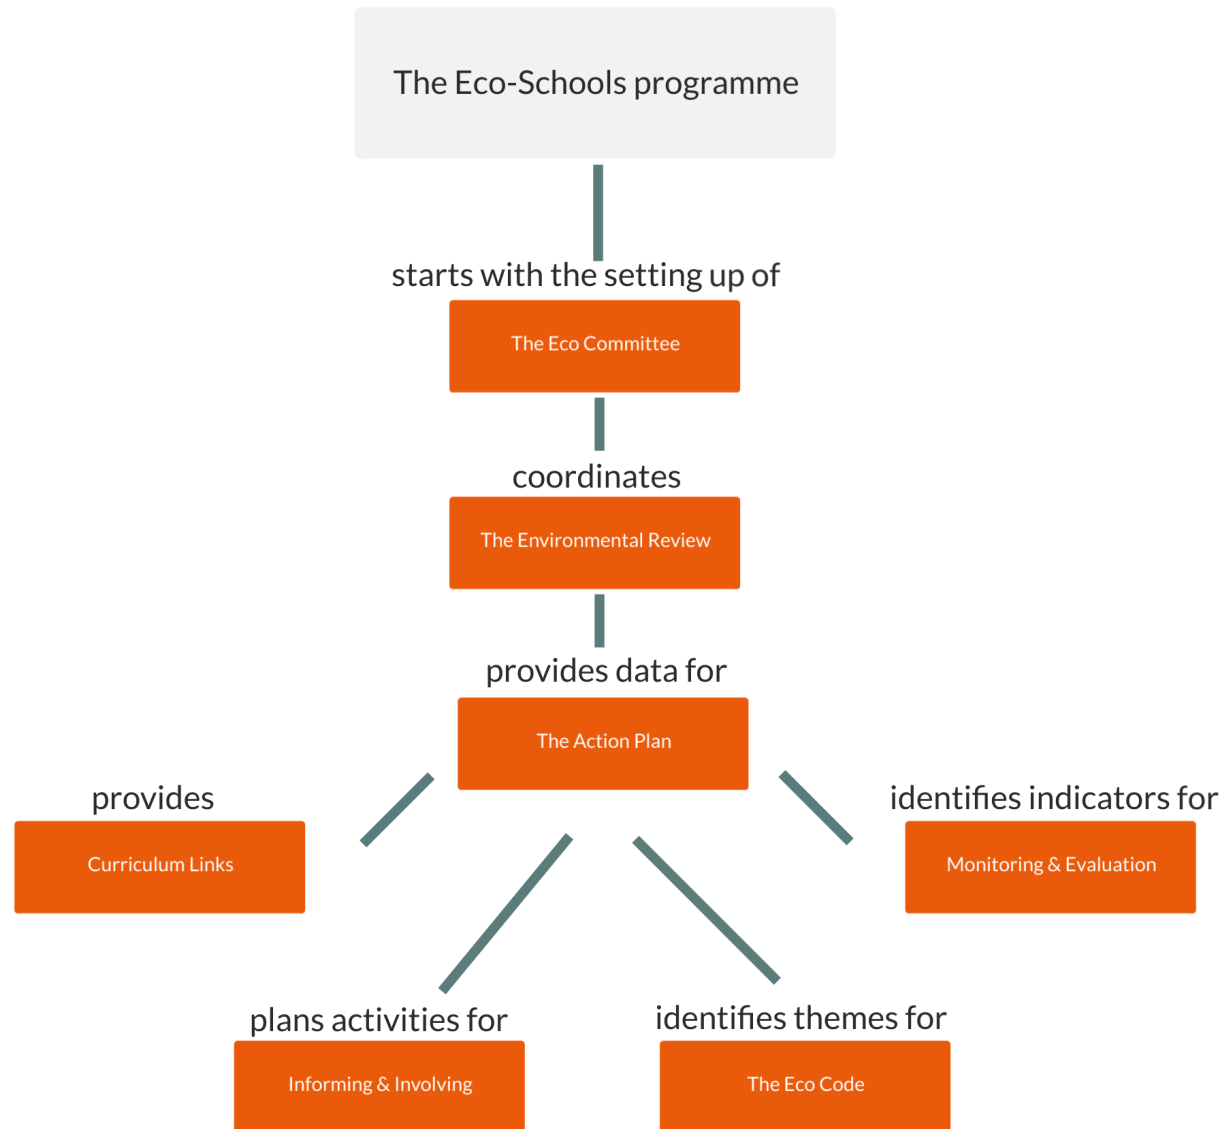 The Eco-Schools programme
starts with the setting up of
The Eco Committee
coordinates
The Environmental Review
provides data for
The Action Plan
provides
Curriculum Links
identifies indicators for
Monitoring & Evaluation
plans activities for
Informing & Involving
identifies themes for
The Eco Code